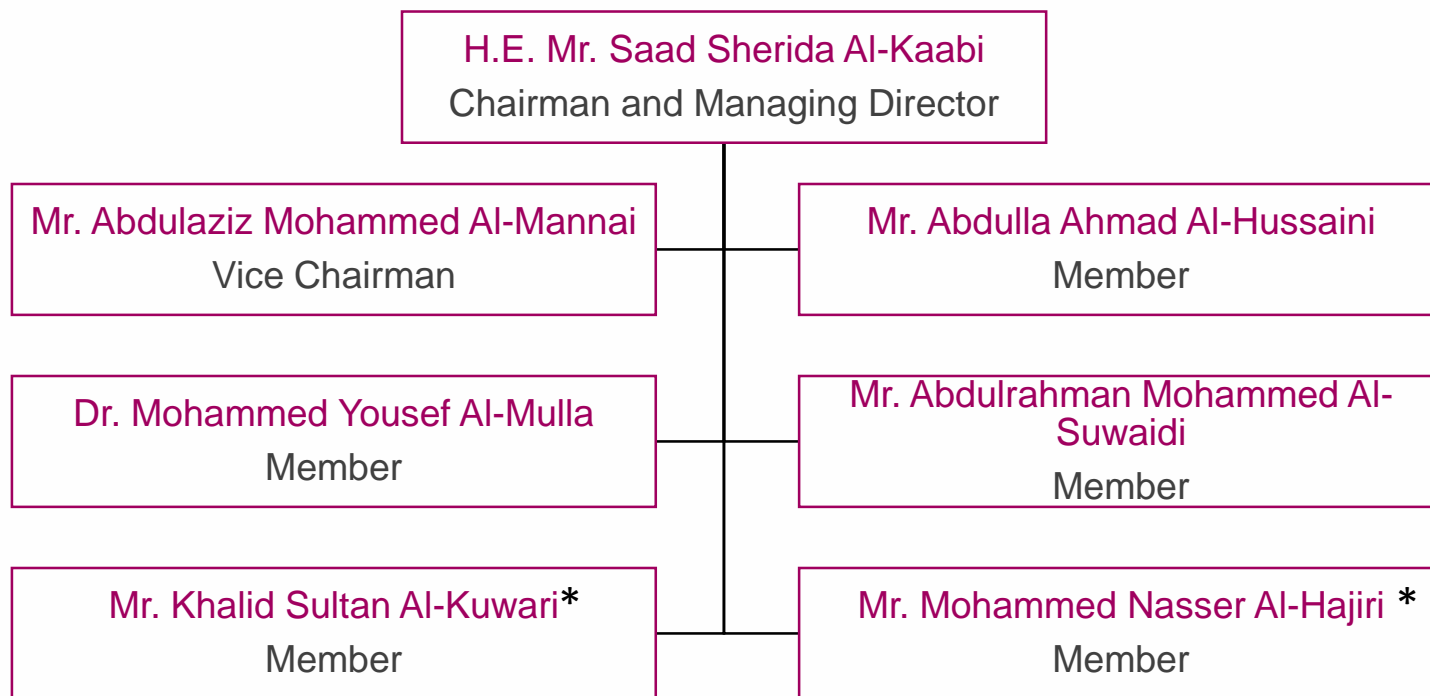 H.E. Mr. Saad Sherida Al-Kaabi
Chairman and Managing Director
Mr. Abdulaziz Mohammed Al-Mannai
Vice Chairman
Mr. Abdulla Ahmad Al-Hussaini
Member
Dr. Mohammed Yousef Al-Mulla
Member
Mr. Abdulrahman Mohammed Al-
Suwaidi
Member
Mr. Khalid Sultan Al-Kuwari*
Member
Mr. Mohammed Nasser Al-Hajiri *
Member